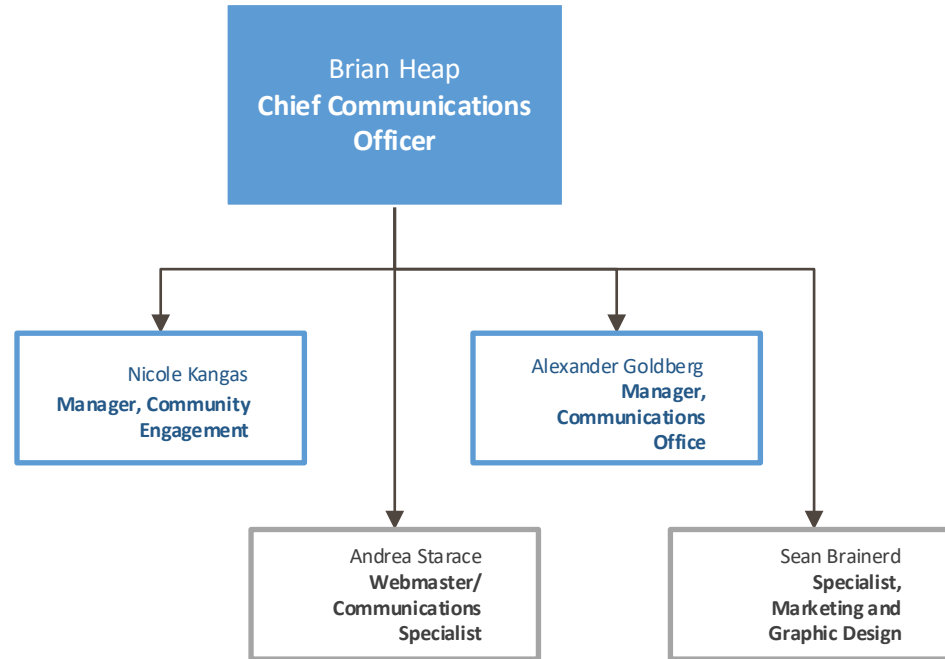 Brian Heap
Chief Communications
Officer
Nicole Kangas
Manager, Community
Engagement
Alexander Goldberg
Manager,
Communications
Office
Andrea Starace
Webmaster/
Communications
Specialist
Sean Brainerd
Specialist,
Marketing and
Graphic Design